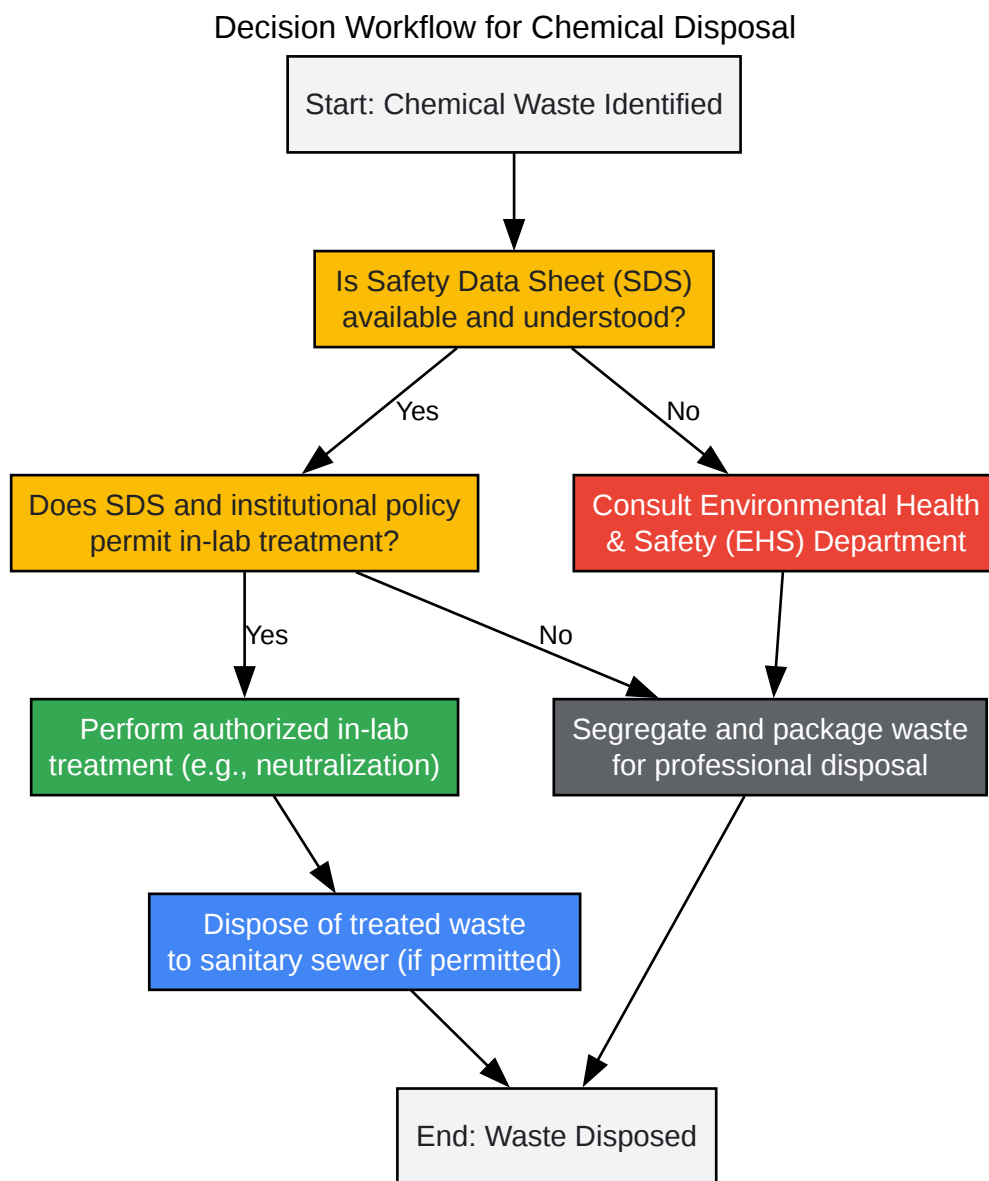 Decision Workflow for Chemical Disposal
Start: Chemical Waste Identified
Is Safety Data Sheet (SDS)
available and understood?
Yes
No
Does SDS and institutional policy
permit in-lab treatment?
Consult Environmental Health
& Safety (EHS) Department
Yes
No
Perform authorized in-lab
treatment (e.g., neutralization)
Segregate and package waste
for professional disposal
Dispose of treated waste
to sanitary sewer (if permitted)
End: Waste Disposed